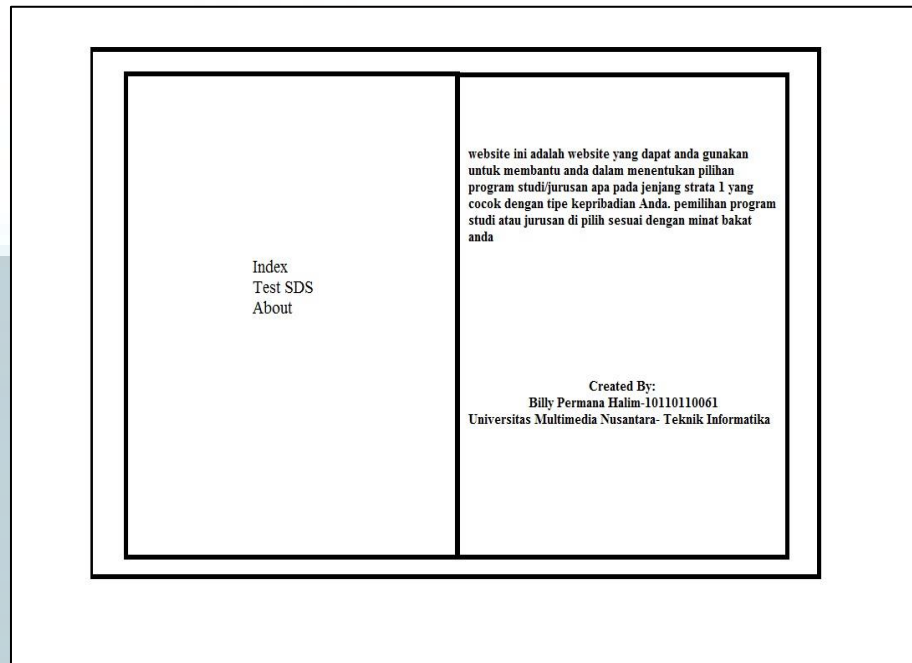 Index
Test SDS
About
website ini adalah website yang dapat anda gunakan
untuk membantu anda dalam menentukan pilihan
program studi/jurusan apa pada jenjang strata 1 yang
cocok dengan tipe kepribadian Anda. pemilihan program
studi atau jurusan di pilih sesuai dengan minat bakat
anda
Created By:
Billy Permana Halim-10110110061
Universitas Multimedia Nusantara- Teknik Informatika